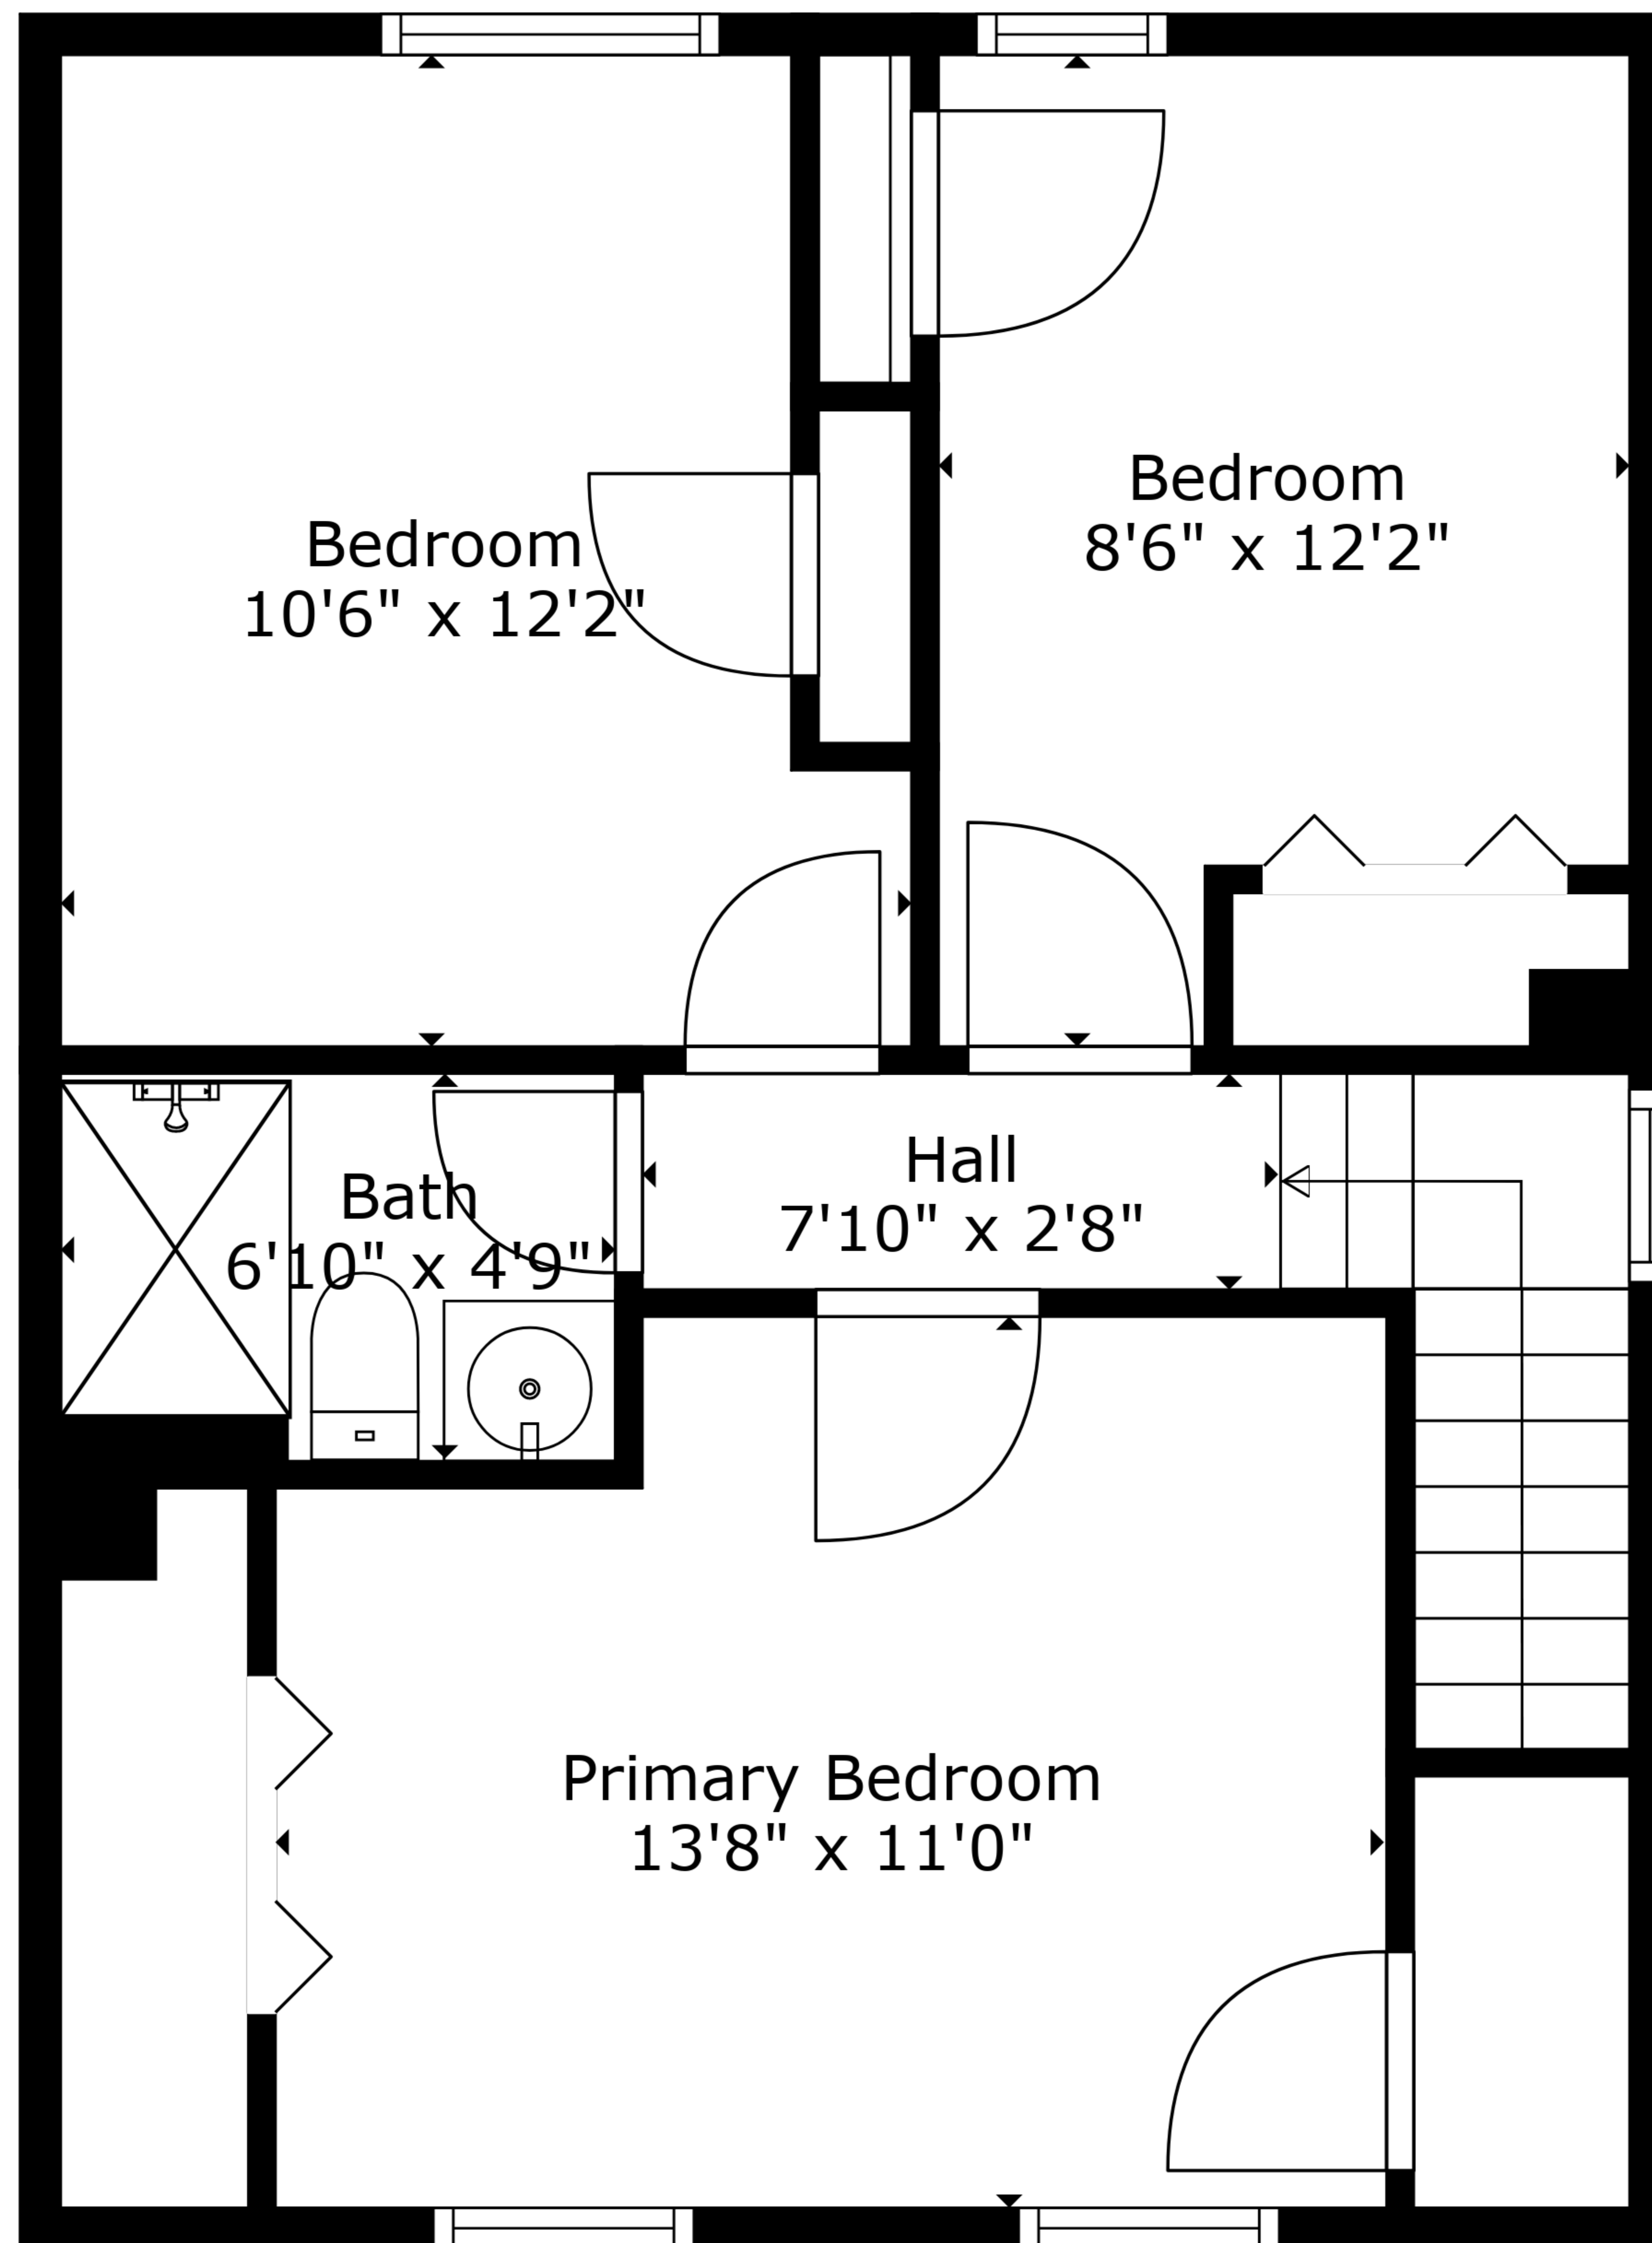 Bedroom
10'6" x 12'2"
Bedroom
8'6" x 12'2"
Bath
6'10" x 4'9"
Hall
7'10" x 2'8"
Primary Bedroom
13'8" x 11'0"